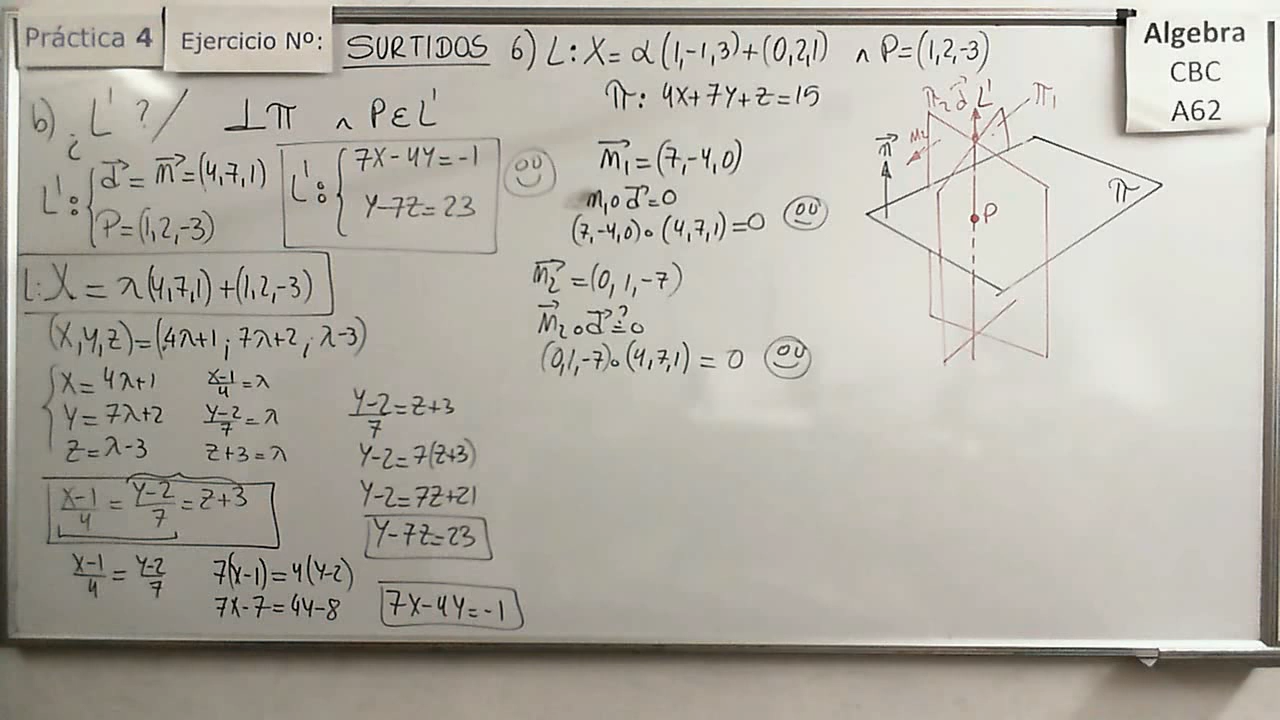 Práctica 4 Ejercicio Nº: SURTIDOS 6) L: X = α(1,-1,3)+(0,2,1) ∧ P=(1,2,-3)
π: 4X+7Y+Z=15
Algebra
CBC
A62
b) ¿L' ?/ ⊥π ∧ P∈L'
L': { d⃗ = n⃗ = (4,7,1)
P=(1,2,-3)
L': { 7X-4Y=-1
Y-7Z=23
L: X = λ(4,7,1)+(1,2,-3)
(X,Y,Z)=(4λ+1; 7λ+2; λ-3)
{ X= 4λ+1 X-1/4=λ
Y= 7λ+2 Y-2/7=λ
Z= λ-3 Z+3=λ
X-1/4 = Y-2/7 = Z+3
X-1/4 = Y-2/7
7(X-1)=4(Y-2)
7X-7=4Y-8
7X-4Y=-1
Y-2/7=Z+3
Y-2=7(Z+3)
Y-2=7Z+21
Y-7Z=23
n⃗1=(7,-4,0)
n1∘d⃗=0
(7,-4,0)∘(4,7,1)=0
n⃗2=(0,1,-7)
n⃗2∘d⃗=?0
(0,1,-7)∘(4,7,1)=0
π2 d⃗ L' π1
n2
n⃗
π
P